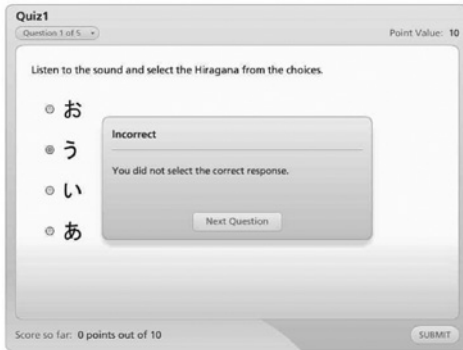 Quiz1
Question 1 of 5
Point Value: 10
Listen to the sound and select the Hiragana from the choices.
お
う
い
あ
Incorrect
You did not select the correct response.
Next Question
Score so far: 0 points out of 10
SUBMIT